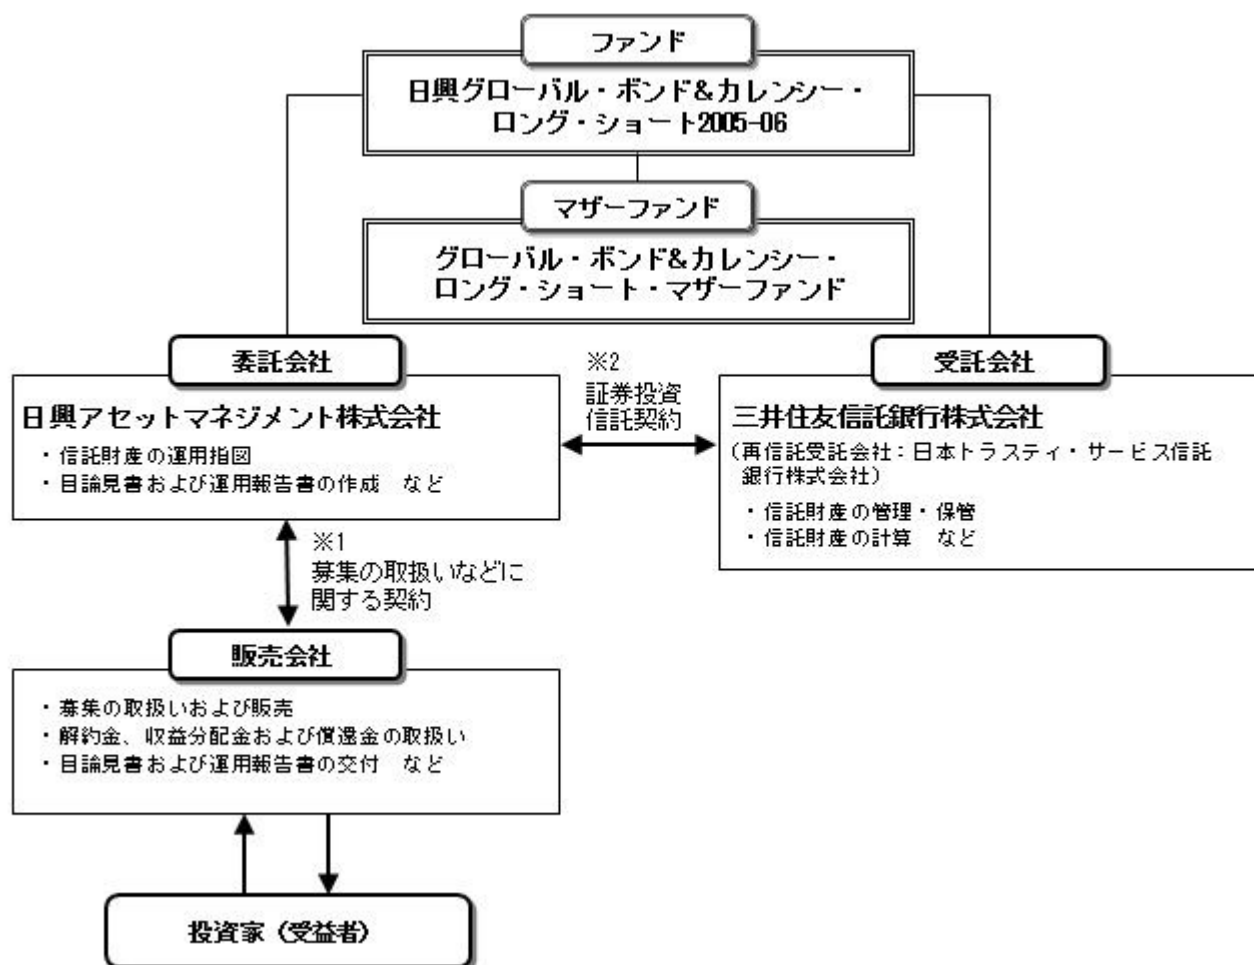 ファンド
日興グローバル・ボンド&カレンシー・
ロング・ショート2005-06
マザーファンド
グローバル・ボンド&カレンシー・
ロング・ショート・マザーファンド
委託会社
日興アセットマネジメント株式会社
・信託財産の運用指図
・目論見書および運用報告書の作成 など
※2
証券投資
信託契約
受託会社
三井住友信託銀行株式会社
(再信託受託会社:日本トラスティ・サービス信託
銀行株式会社)
・信託財産の管理・保管
・信託財産の計算 など
※1
募集の取扱いなどに
関する契約
販売会社
・募集の取扱いおよび販売
・解約金、収益分配金および償還金の取扱い
・目論見書および運用報告書の交付 など
投資家(受益者)